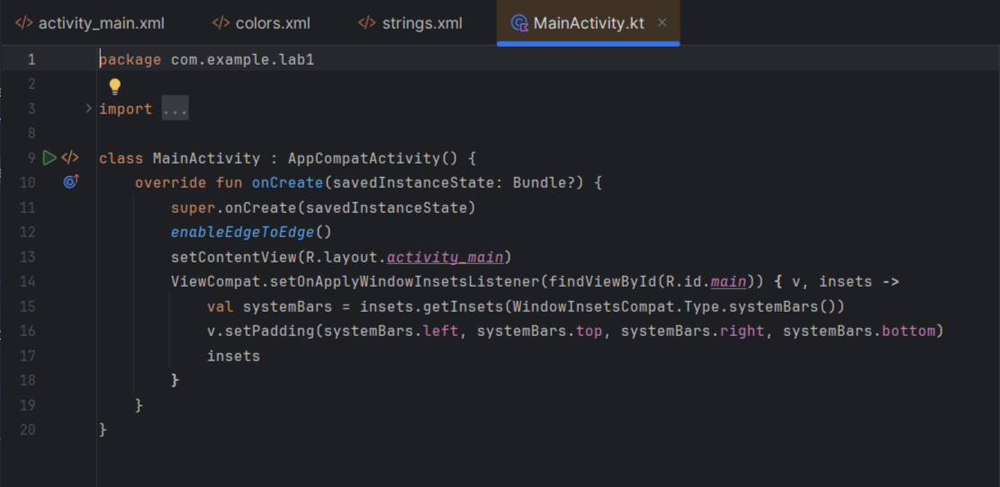 activity_main.xml colors.xml strings.xml MainActivity.kt ×
1 package com.example.lab1
2
3 import ...
8
9 class MainActivity : AppCompatActivity() {
10 override fun onCreate(savedInstanceState: Bundle?) {
11 super.onCreate(savedInstanceState)
12 enableEdgeToEdge()
13 setContentView(R.layout.activity_main)
14 ViewCompat.setOnApplyWindowInsetsListener(findViewById(R.id.main)) { v, insets ->
15 val systemBars = insets.getInsets(WindowInsetsCompat.Type.systemBars())
16 v.setPadding(systemBars.left, systemBars.top, systemBars.right, systemBars.bottom)
17 insets
18 }
19 }
20 }